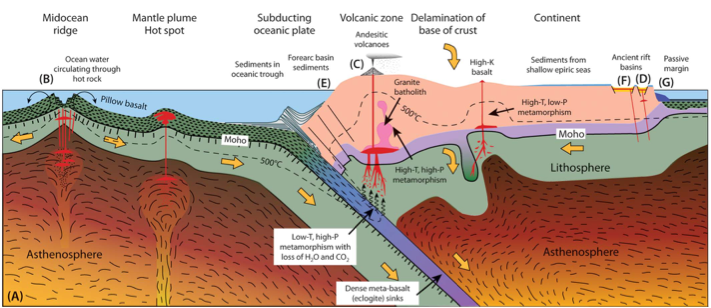 Midocean
ridge
Mantle plume
Hot spot
Subducting
oceanic plate
Volcanic zone
Delamination of
base of crust
Continent
Andesitic
volcanoes
Ocean water
circulating through
hot rock
Sediments in
oceanic trough
Forearc basin
sediments
High-K
basalt
Sediments from
shallow epiric seas
Ancient rift
basins
Passive
margin
(B)
(C)
(E)
(F)
(D)
(G)
Pillow basalt
Granite
batholith
500°C
High-T, low-P
metamorphism
Moho
Moho
500°C
High-T, high-P
metamorphism
Lithosphere
Low-T, high-P
metamorphism with
loss of H2O and CO2
Asthenosphere
Asthenosphere
Dense meta-basalt
(eclogite) sinks
(A)